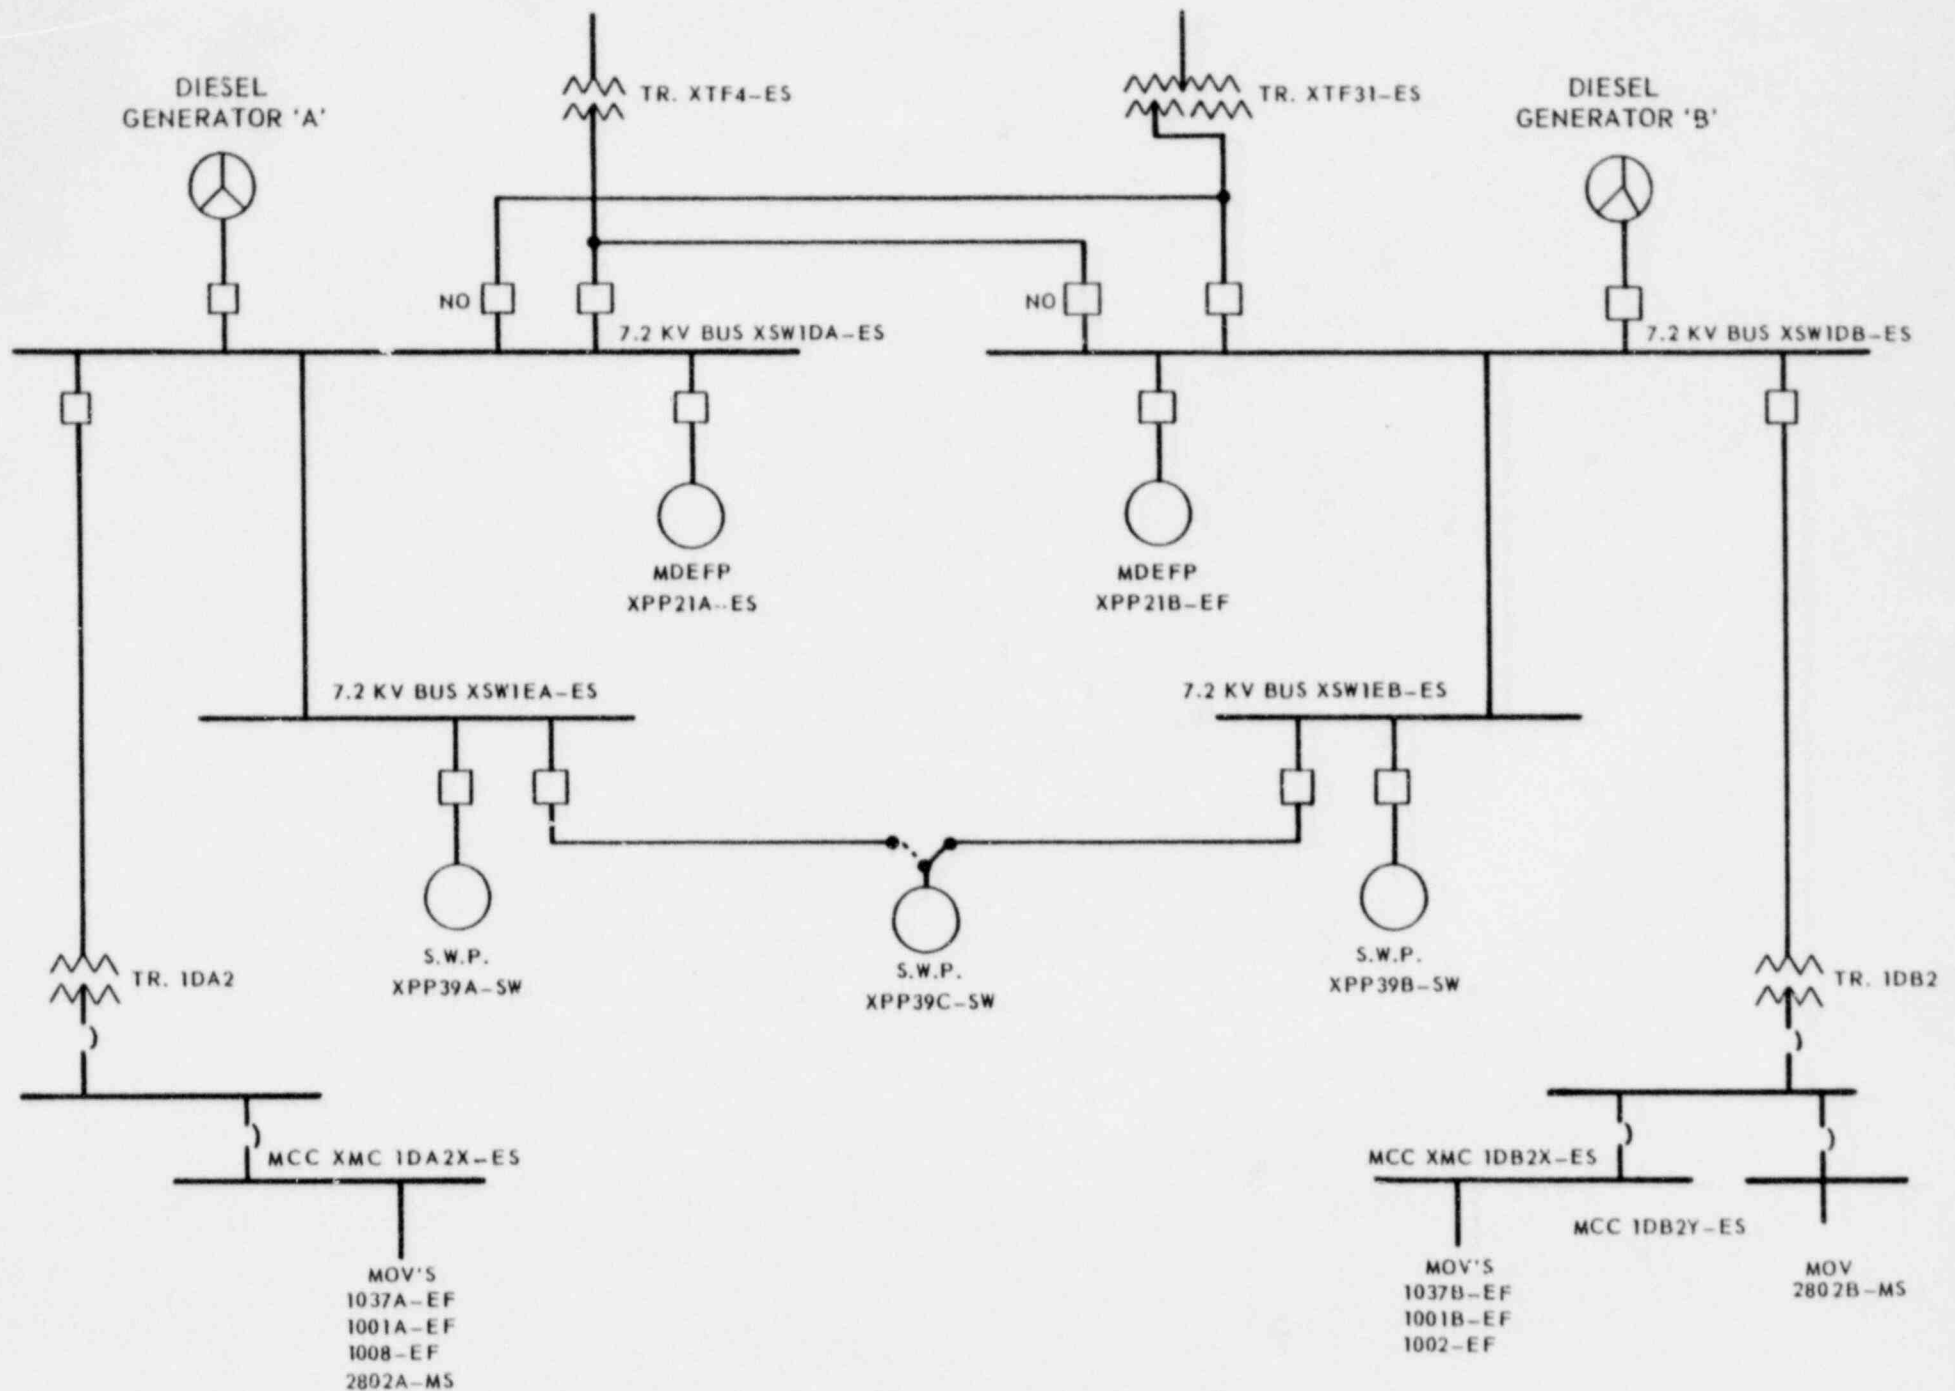 DIESEL
GENERATOR 'A'
TR. XTF4-ES
TR. XTF31-ES
DIESEL
GENERATOR 'B'
NO
NO
7.2 KV BUS XSW1DA-ES
7.2 KV BUS XSW1DB-ES
MDEFP
XPP21A-ES
MDEFP
XPP21B-EF
7.2 KV BUS XSW1EA-ES
7.2 KV BUS XSW1EB-ES
TR. 1DA2
S.W.P.
XPP39A-SW
S.W.P.
XPP39C-SW
S.W.P.
XPP39B-SW
TR. 1DB2
MCC XMC 1DA2X-ES
MCC XMC 1DB2X-ES
MCC 1DB2Y-ES
MOV'S
1037A-EF
1001A-EF
1008-EF
2802A-MS
MOV'S
1037B-EF
1001B-EF
1002-EF
MOV
2802B-MS